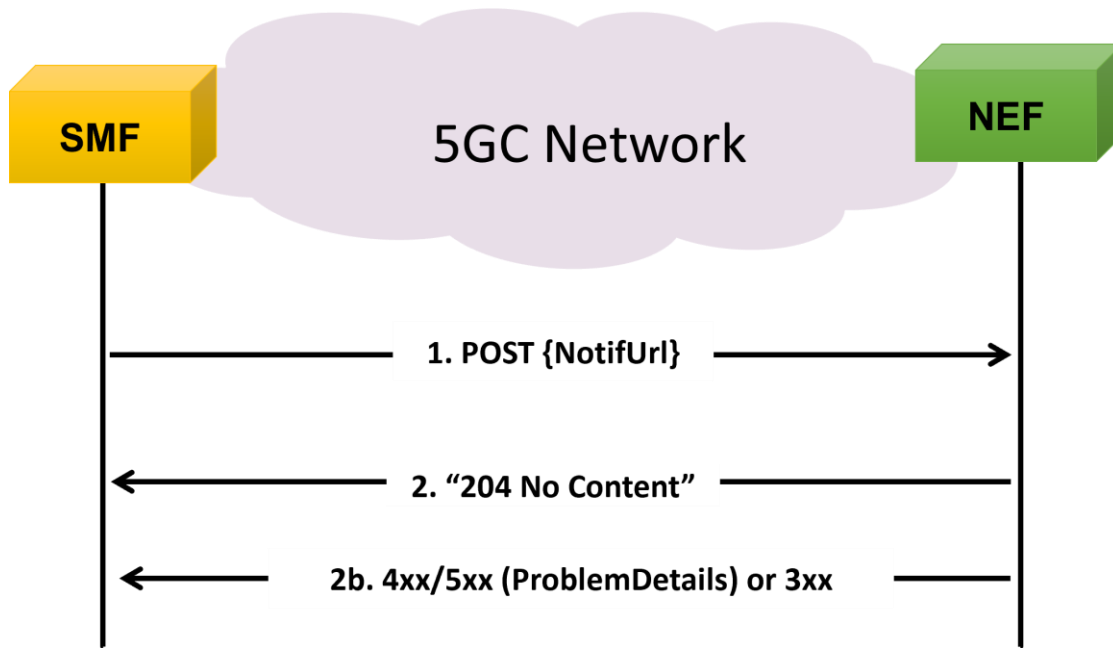 SMF
5GC Network
NEF
1. POST {NotifUrl}
2. “204 No Content”
2b. 4xx/5xx (ProblemDetails) or 3xx